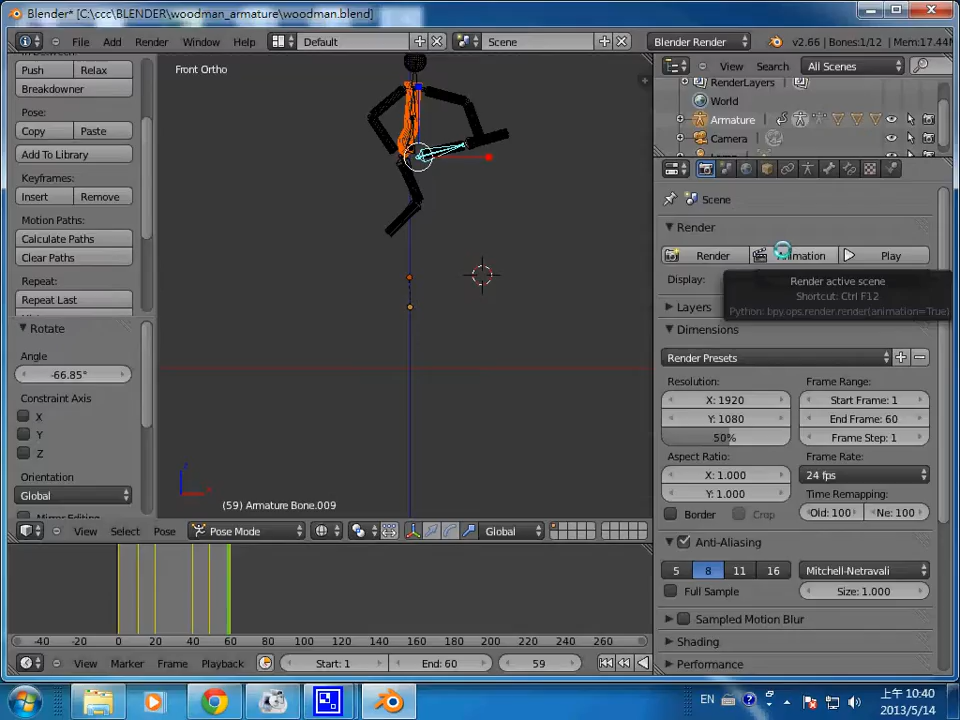 Blender* [C:\ccc\BLENDER\woodman_armature\woodman.blend]
File Add Render Window Help Default Scene Blender Render v2.66 | Bones:1/12 | Mem:17.44
Push Relax
Breakdowner
Pose:
Copy Paste
Add To Library
Keyframes:
Insert Remove
Motion Paths:
Calculate Paths
Clear Paths
Repeat:
Repeat Last
Rotate
Angle
-66.85°
Constraint Axis
X
Y
Z
Orientation
Global
Front Ortho
(59) Armature Bone.009
View Select Pose Pose Mode Global
-40 -20 0 20 40 60 80 100 120 140 160 180 200 220 240 260
View Marker Frame Playback Start: 1 End: 60 59
View Search All Scenes
RenderLayers
World
Armature
Camera
Scene
Render
Render Animation Play
Display:
Render active scene
Shortcut: Ctrl F12
Python: bpy.ops.render.render(animation=True)
Layers
Dimensions
Render Presets
Resolution: Frame Range:
X: 1920 Start Frame: 1
Y: 1080 End Frame: 60
50% Frame Step: 1
Aspect Ratio: Frame Rate:
X: 1.000 24 fps
Y: 1.000 Time Remapping:
Border Crop Old: 100 Ne: 100
Anti-Aliasing
5 8 11 16 Mitchell-Netravali
Full Sample Size: 1.000
Sampled Motion Blur
Shading
Performance
EN
上午 10:40
2013/5/14